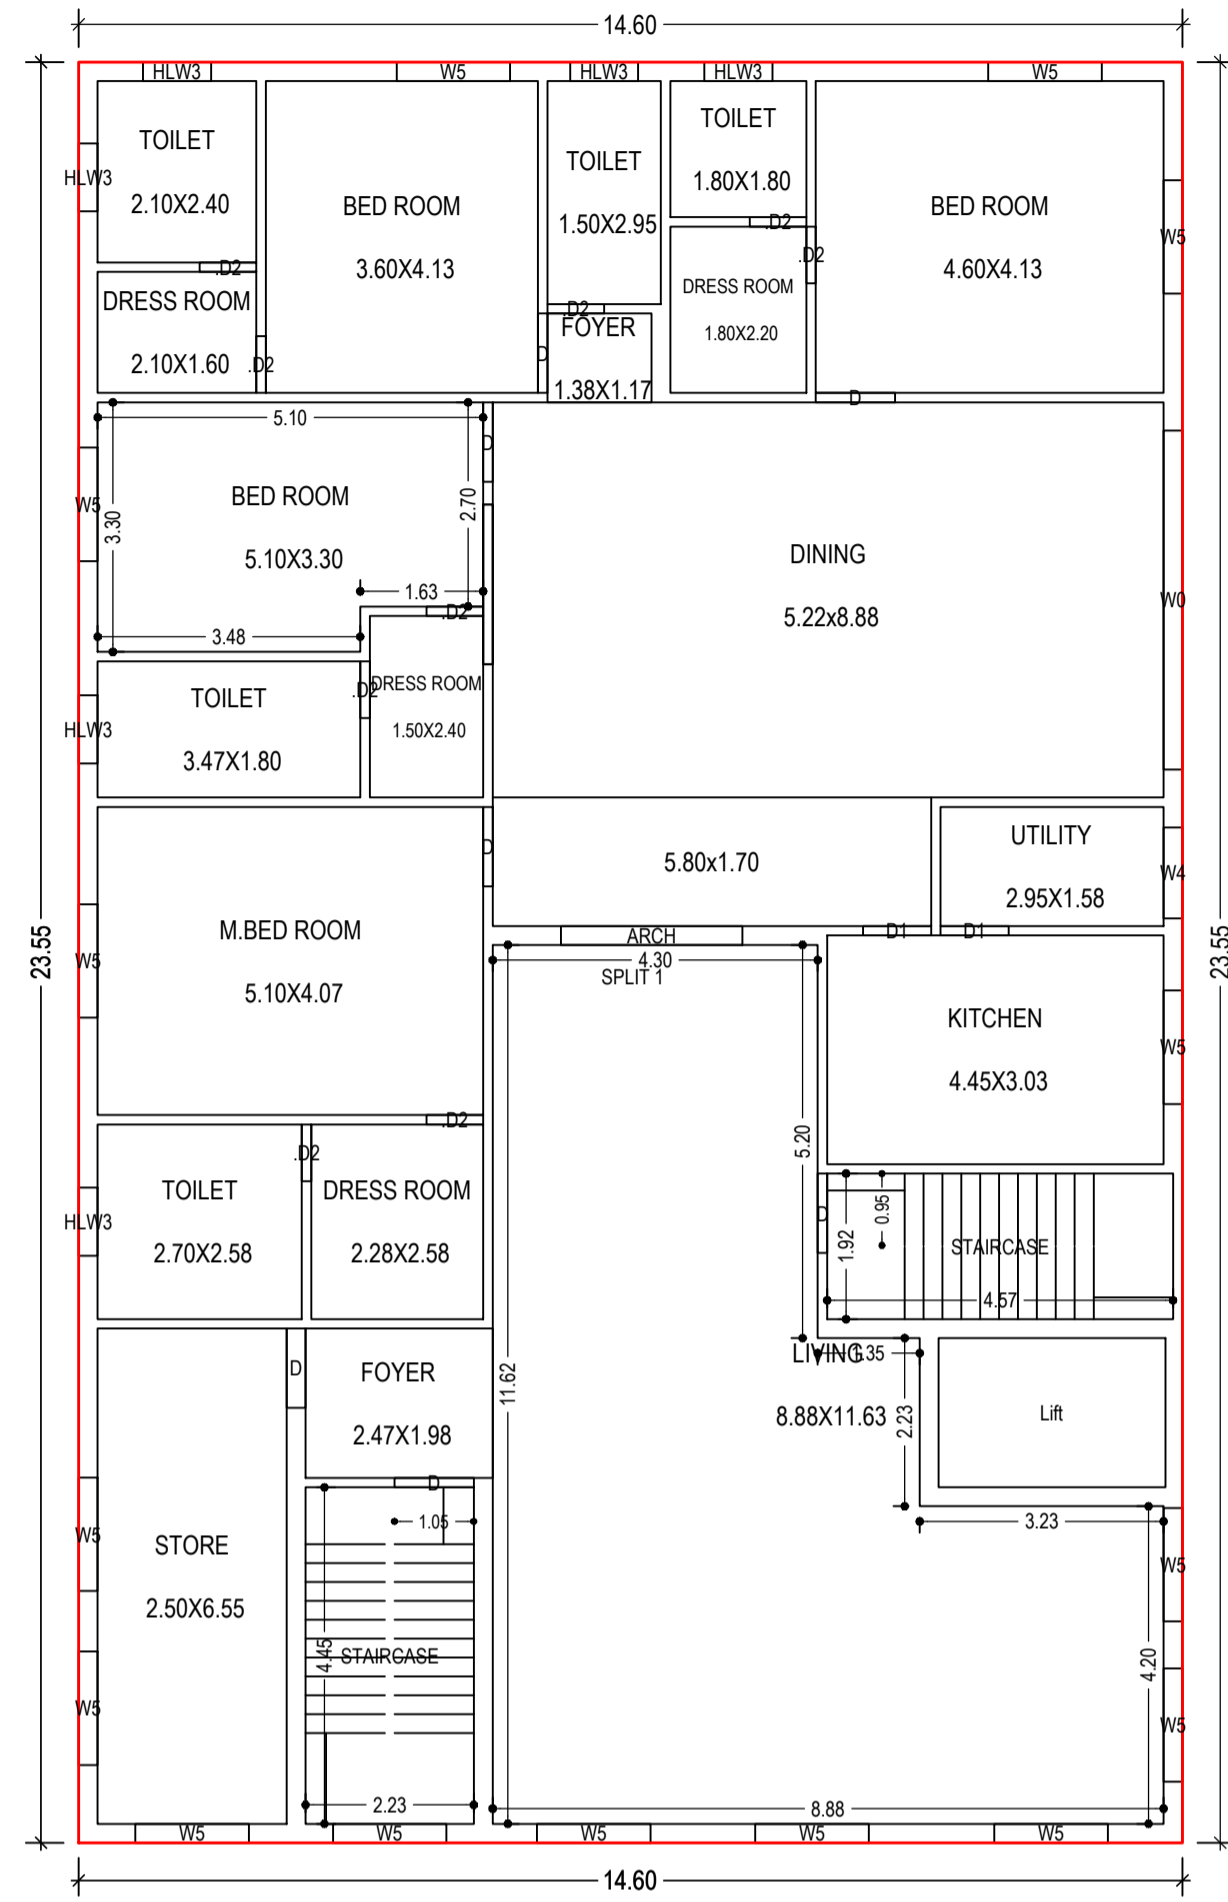 14.60
HLW3
W5
HLW3
HLW3
W5
TOILET
2.10X2.40
HLW3
BED ROOM
3.60X4.13
TOILET
1.50X2.95
TOILET
1.80X1.80
.D2
BED ROOM
4.60X4.13
W5
.D2
.D2
DRESS ROOM
2.10X1.60
.D2
.D2
FOYER
1.38X1.17
D
DRESS ROOM
1.80X2.20
D
5.10
D
BED ROOM
5.10X3.30
W5
3.30
2.70
1.63
.D2
3.48
DINING
5.22x8.88
W0
TOILET
3.47X1.80
HLW3
.D2
DRESS ROOM
1.50X2.40
D
5.80x1.70
UTILITY
2.95X1.58
W4
M.BED ROOM
5.10X4.07
W5
23.55
23.55
ARCH
D1
D1
4.30
SPLIT 1
KITCHEN
4.45X3.03
W5
.D2
.D2
5.20
TOILET
2.70X2.58
HLW3
DRESS ROOM
2.28X2.58
D
1.92
0.95
STAIRCASE
4.57
LIVING
1.35
8.88X11.63
2.23
11.62
Lift
D
FOYER
2.47X1.98
D
1.05
3.23
W5
STORE
2.50X6.55
W5
W5
4.45
STAIRCASE
4.20
W5
W5
2.23
8.88
W5
W5
W5
W5
W5
14.60